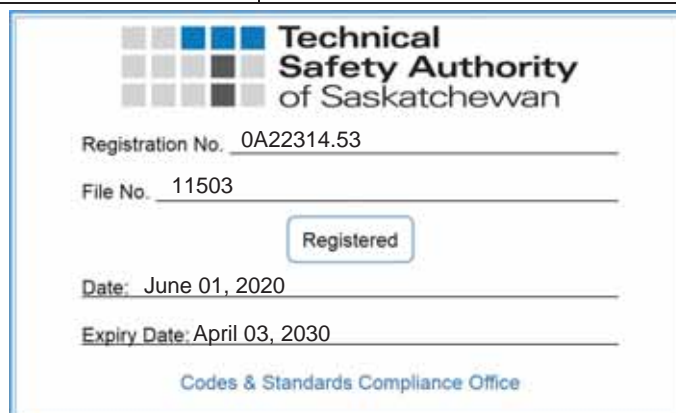 Technical
Safety Authority
of Saskatchewan
Registration No. 0A22314.53
File No. 11503
Registered
Date: June 01, 2020
Expiry Date: April 03, 2030
Codes & Standards Compliance Office